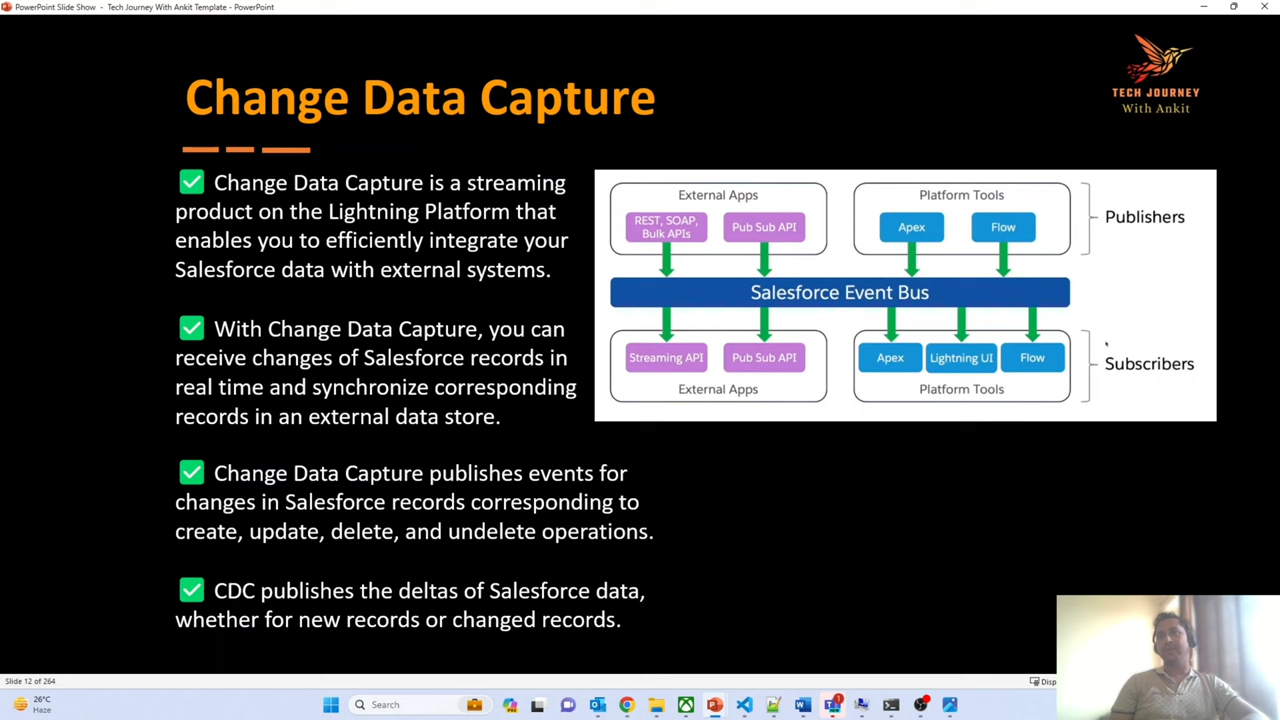 PowerPoint Slide Show - Tech Journey With Ankit Template - PowerPoint
TECH JOURNEY
With Ankit
Change Data Capture
✅ Change Data Capture is a streaming
product on the Lightning Platform that
enables you to efficiently integrate your
Salesforce data with external systems.
✅ With Change Data Capture, you can
receive changes of Salesforce records in
real time and synchronize corresponding
records in an external data store.
✅ Change Data Capture publishes events for
changes in Salesforce records corresponding to
create, update, delete, and undelete operations.
✅ CDC publishes the deltas of Salesforce data,
whether for new records or changed records.
External Apps
REST, SOAP,
Bulk APIs
Pub Sub API
Platform Tools
Apex
Flow
Publishers
Salesforce Event Bus
Streaming API
Pub Sub API
External Apps
Apex
Lightning UI
Flow
Platform Tools
Subscribers
Slide 12 of 264
Disp
26°C
Haze
Search
1